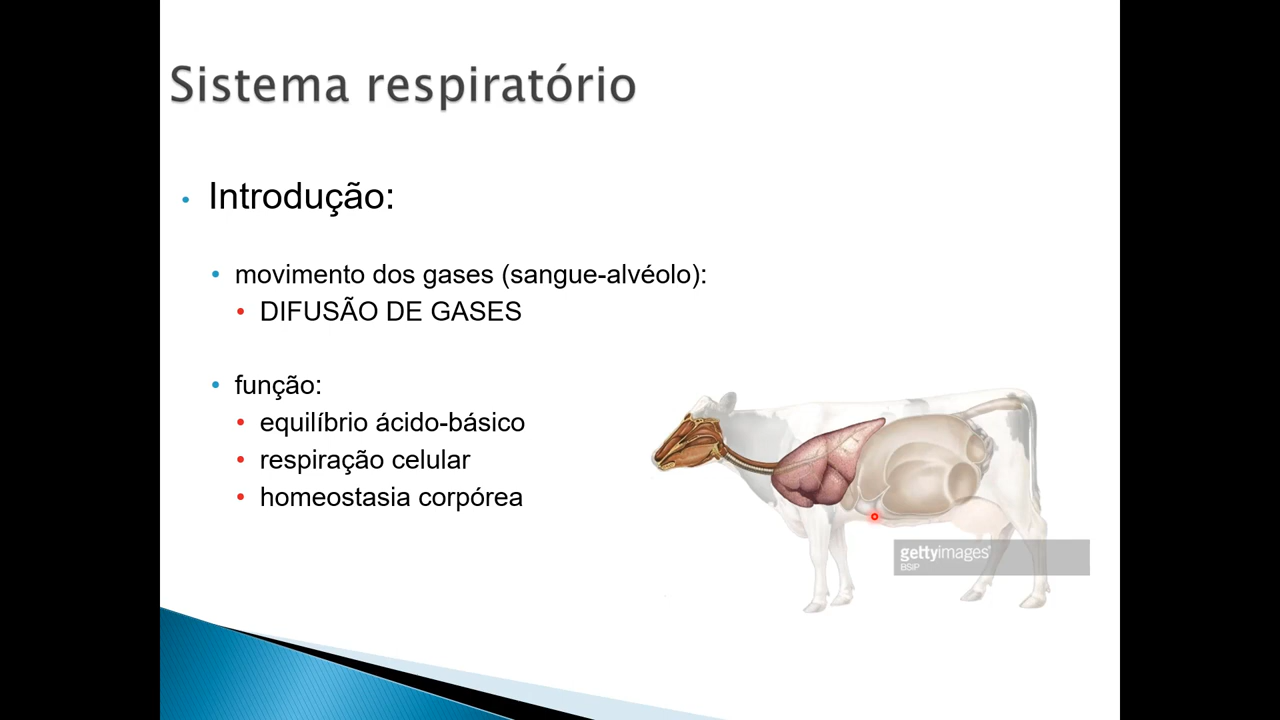 Sistema respiratório
• Introdução:
• movimento dos gases (sangue-alvéolo):
• DIFUSÃO DE GASES
• função:
• equilíbrio ácido-básico
• respiração celular
• homeostasia corpórea
gettyimages®
BSIP